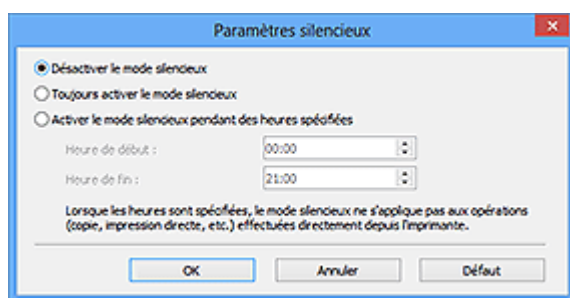 Paramètres silencieux
Désactiver le mode silencieux
Toujours activer le mode silencieux
Activer le mode silencieux pendant des heures spécifiées
Heure de début : 00:00
Heure de fin : 21:00
Lorsque les heures sont spécifiées, le mode silencieux ne s'applique pas aux opérations
(copie, impression directe, etc.) effectuées directement depuis l'imprimante.
OK Annuler Défaut